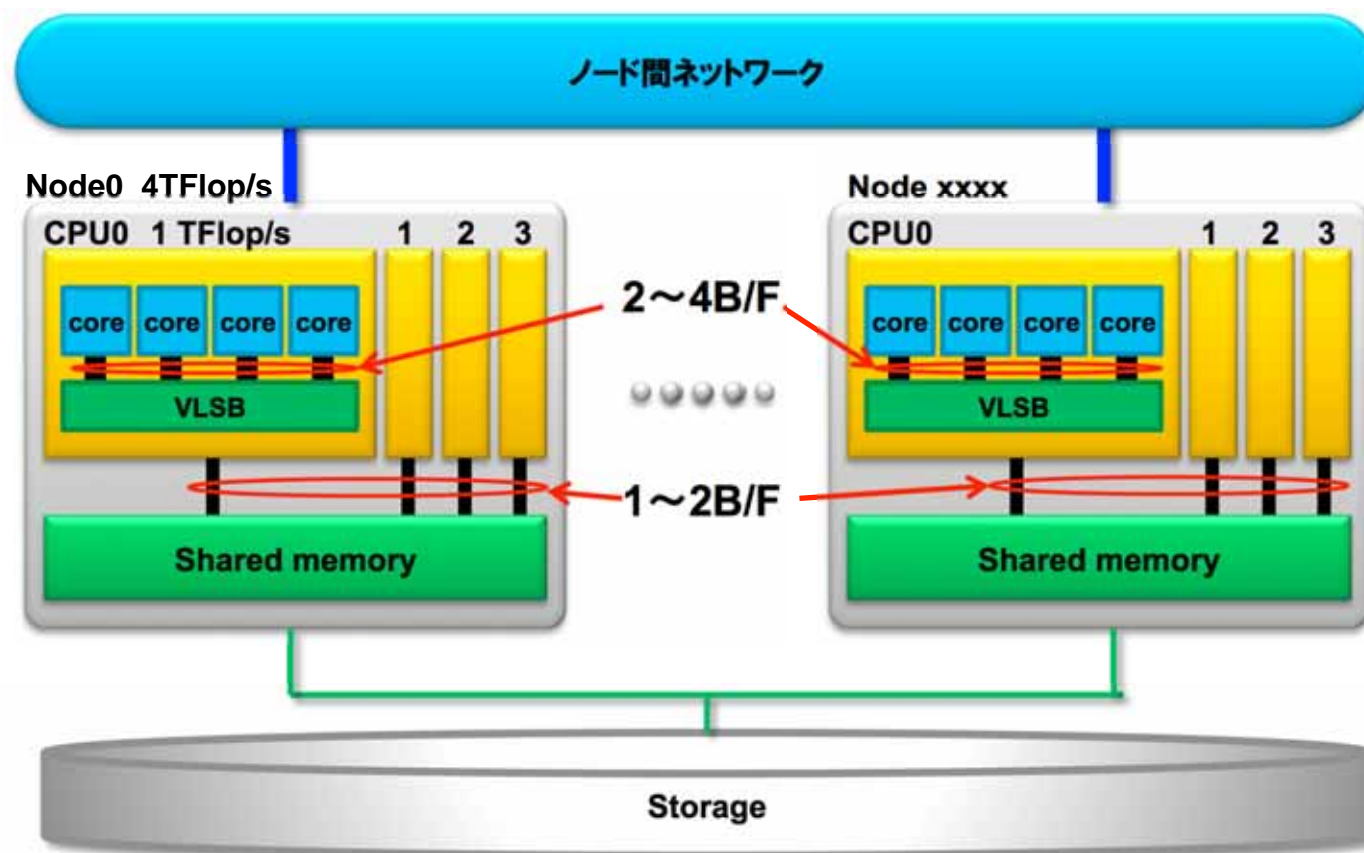 ノード間ネットワーク
Node0 4TFlop/s
Node xxxx
CPU0 1 TFlop/s 1 2 3
CPU0 1 2 3
core core core core
2～4B/F
core core core core
VLSB
VLSB
1～2B/F
Shared memory
Shared memory
Storage